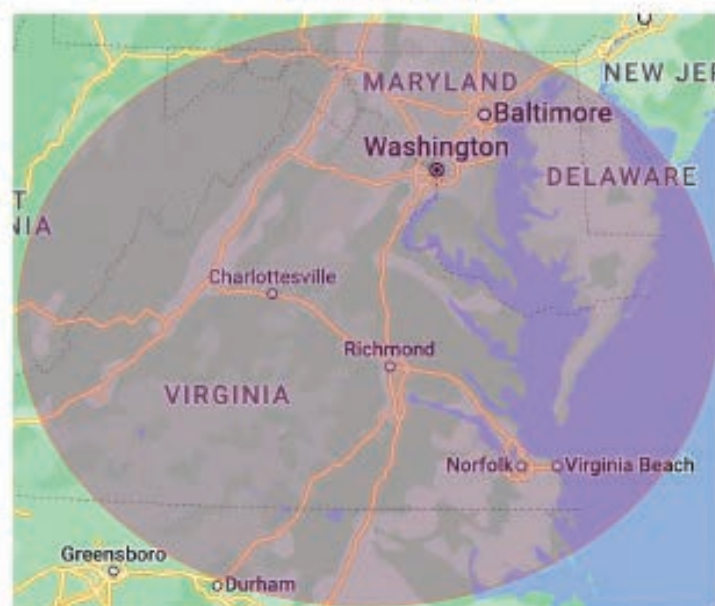 MARYLAND
NEW JER
Baltimore
Washington
DELAWARE
T
NIA
Charlottesville
Richmond
VIRGINIA
Norfolk
Virginia Beach
Greensboro
Durham